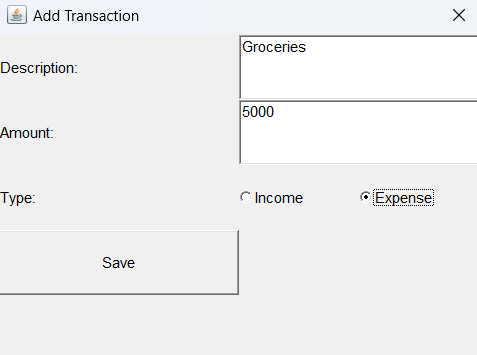 Add Transaction
Description:
Groceries
Amount:
5000
Type:
Income
Expense
Save